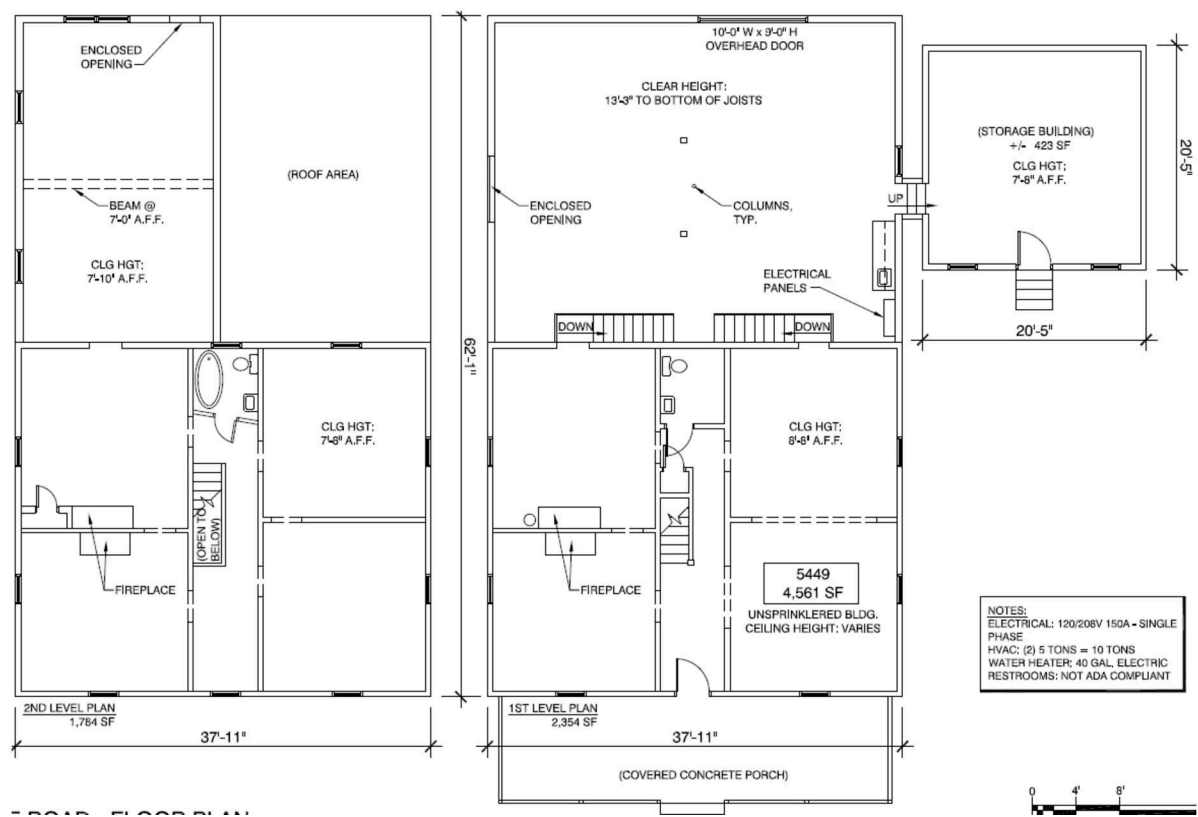 ENCLOSED
OPENING
(ROOF AREA)
BEAM @
7'-0" A.F.F.
CLG HGT:
7'-10" A.F.F.
CLG HGT:
7'-8" A.F.F.
(OPEN TO
BELOW)
FIREPLACE
2ND LEVEL PLAN
1,784 SF
37'-11"
62'-1"
10'-0" W x 9'-0" H
OVERHEAD DOOR
CLEAR HEIGHT:
13'-3" TO BOTTOM OF JOISTS
ENCLOSED
OPENING
COLUMNS,
TYP.
UP
ELECTRICAL
PANELS
DOWN
DOWN
CLG HGT:
8'-8" A.F.F.
FIREPLACE
5449
4,561 SF
UNSPRINKLERED BLDG.
CEILING HEIGHT: VARIES
1ST LEVEL PLAN
2,354 SF
37'-11"
(COVERED CONCRETE PORCH)
(STORAGE BUILDING)
+/- 423 SF
CLG HGT:
7'-8" A.F.F.
20'-5"
20'-5"
NOTES:
ELECTRICAL: 120/208V 150A - SINGLE
PHASE
HVAC: (2) 5 TONS = 10 TONS
WATER HEATER: 40 GAL, ELECTRIC
RESTROOMS: NOT ADA COMPLIANT
0 4' 8'
ROAD - FLOOR PLAN